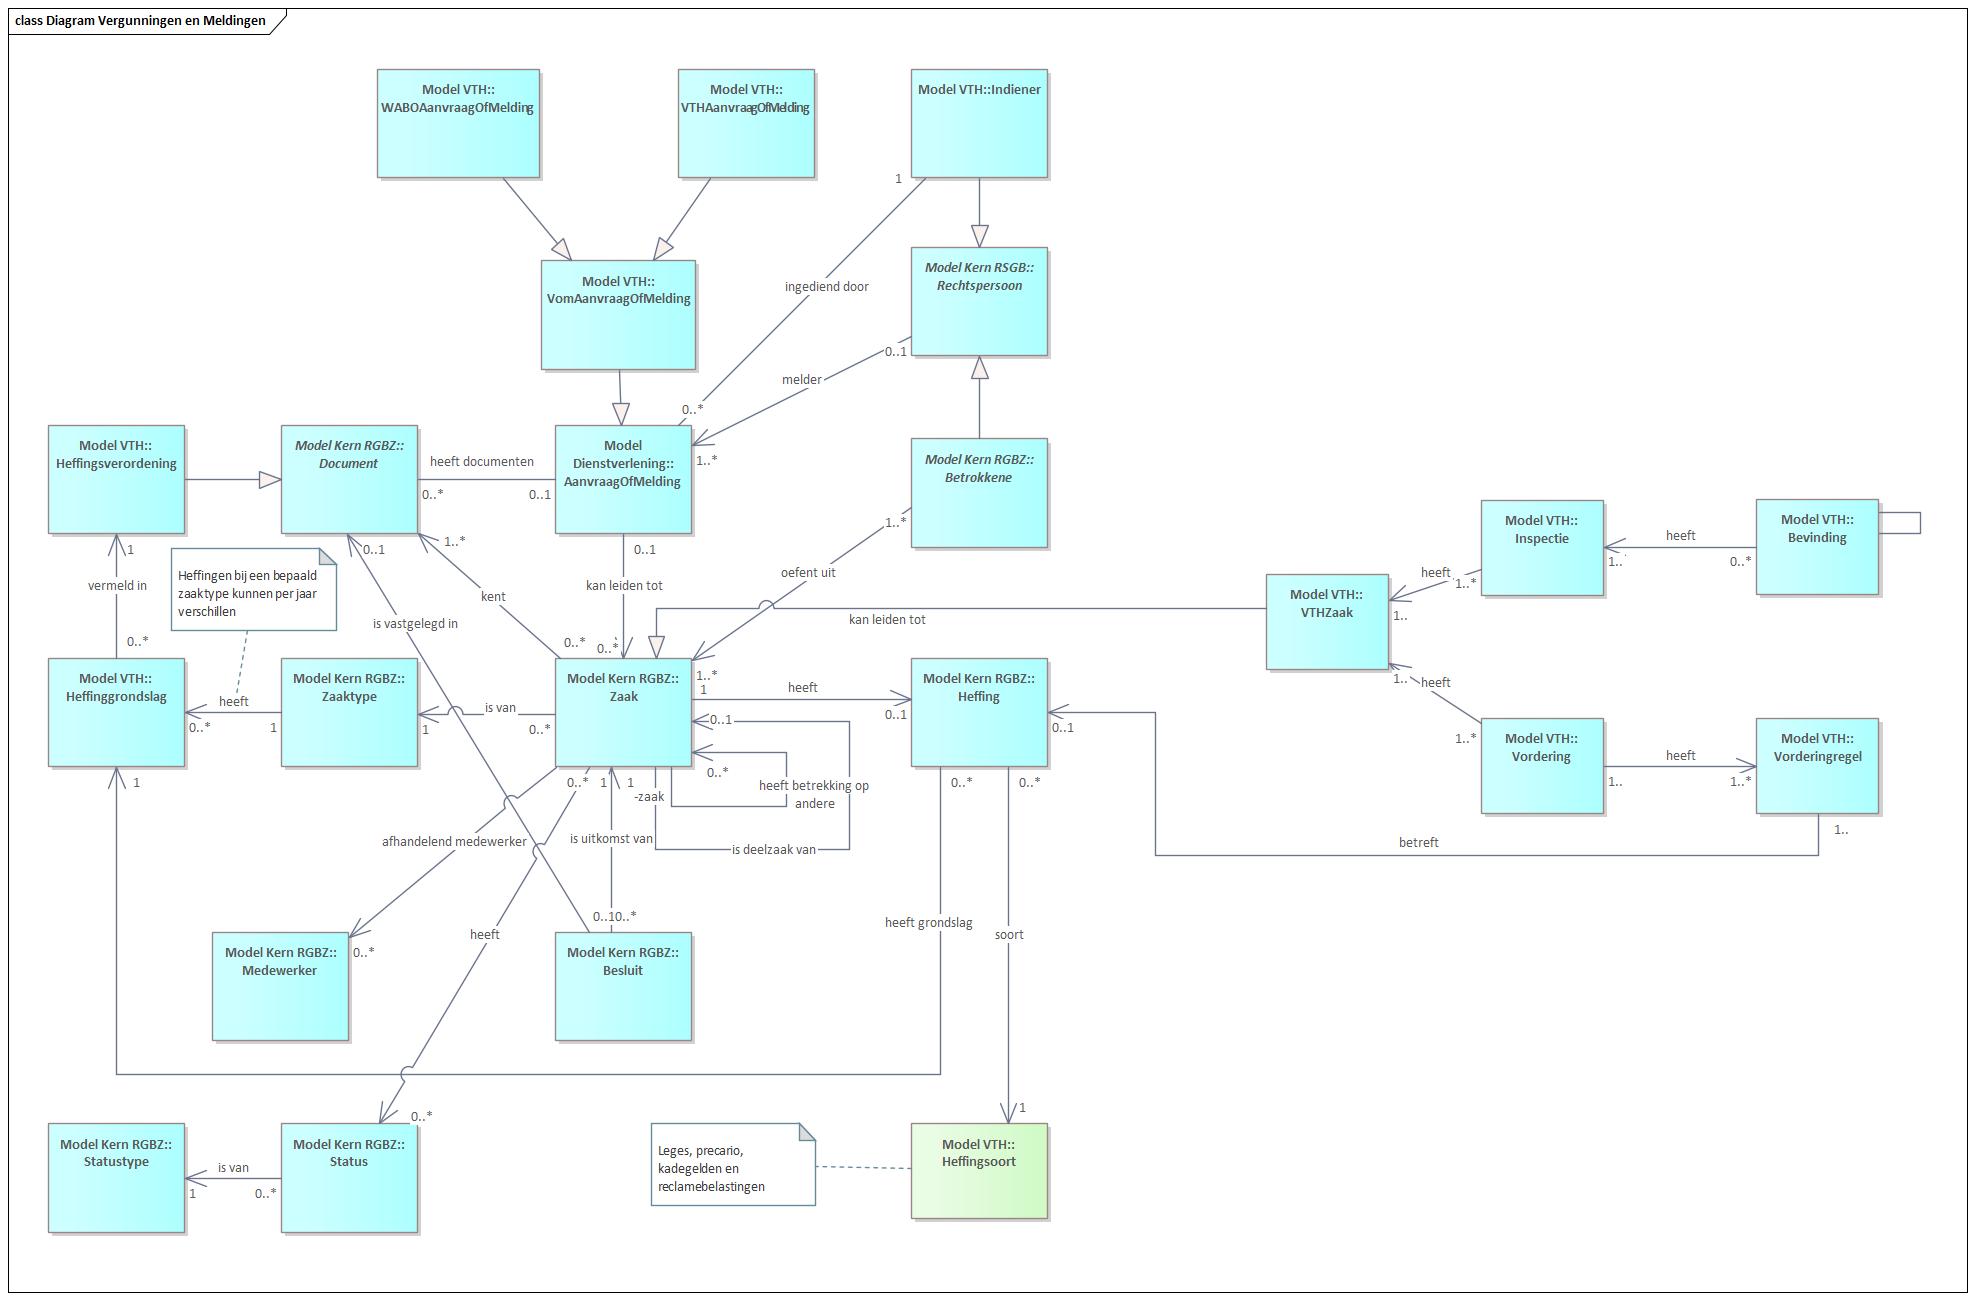 class Diagram Vergunningen en Meldingen
Model VTH::
WABOAanvraagOfMelding
Model VTH::
VTHAanvraagOfMelding
Model VTH::Indiener
1
Model Kern RSGB::
Rechtspersoon
Model VTH::
VomAanvraagOfMelding
ingediend door
0..1
melder
0..*
Model VTH::
Heffingsverordening
Model Kern RGBZ::
Document
heeft documenten
0..*
0..1
Model
Dienstverlening::
AanvraagOfMelding
1..*
Model Kern RGBZ::
Betrokkene
1..*
Model VTH::
Inspectie
heeft
1..
0..*
Model VTH::
Bevinding
1
0..1
1..*
0..1
Heffingen bij een bepaald
zaaktype kunnen per jaar
verschillen
vermeld in
kent
kan leiden tot
oefent uit
heeft
1..*
Model VTH::
VTHZaak
1..
is vastgelegd in
kan leiden tot
0..*
0..*
0..*
Model VTH::
Heffinggrondslag
heeft
0..*
1
Model Kern RGBZ::
Zaaktype
is van
1
0..*
Model Kern RGBZ::
Zaak
1..*
1
heeft
0..1
Model Kern RGBZ::
Heffing
0..1
1..
heeft
1..*
Model VTH::
Vordering
heeft
1..
1..*
Model VTH::
Vorderingregel
1..
0..1
0..*
heeft betrekking op
andere
1
0..*
1
1
-zaak
0..*
0..*
afhandelend medewerker
is uitkomst van
is deelzaak van
betreft
0..10..*
heeft
heeft grondslag
soort
Model Kern RGBZ::
Medewerker
0..*
Model Kern RGBZ::
Besluit
0..*
1
Model Kern RGBZ::
Statustype
is van
1
0..*
Model Kern RGBZ::
Status
Leges, precario,
kadegelden en
reclamebelastingen
Model VTH::
Heffingsoort